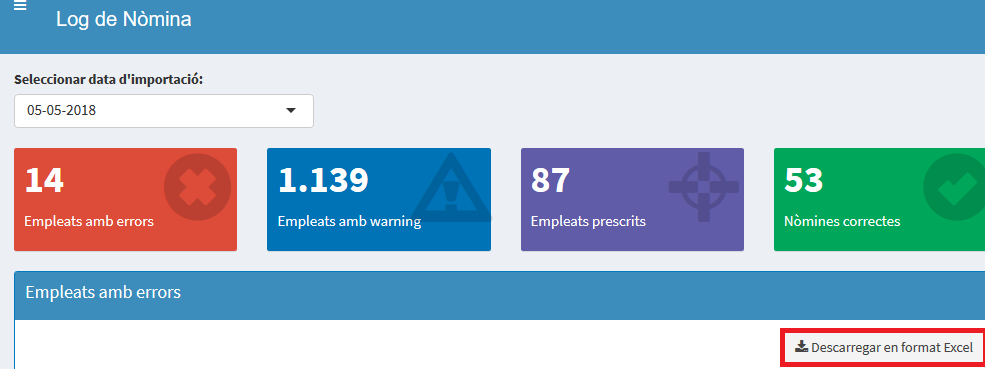 Log de Nòmina
Seleccionar data d'importació:
05-05-2018
14
Empleats amb errors
1.139
Empleats amb warning
87
Empleats prescrits
53
Nòmines correctes
Empleats amb errors
Descarregar en format Excel